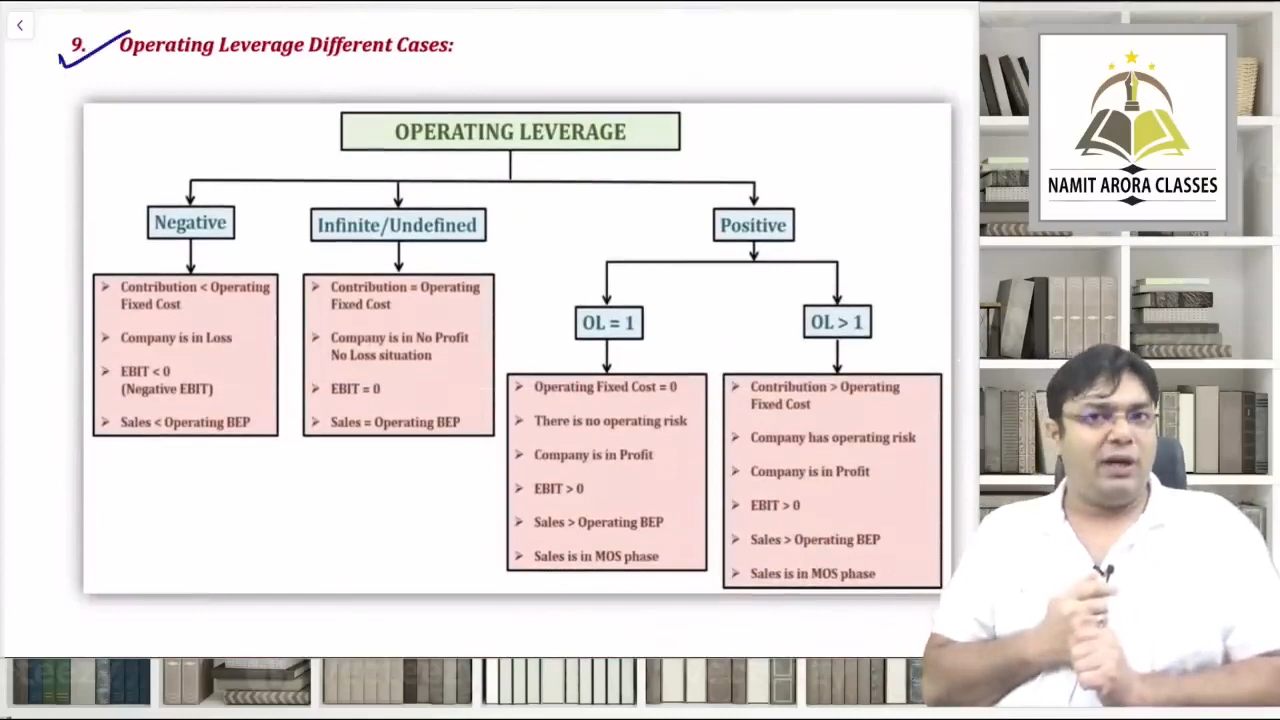 9. Operating Leverage Different Cases:
OPERATING LEVERAGE
Negative
Infinite/Undefined
Positive
Contribution < Operating
Fixed Cost
Company is in Loss
EBIT < 0
(Negative EBIT)
Sales < Operating BEP
Contribution = Operating
Fixed Cost
Company is in No Profit
No Loss situation
EBIT = 0
Sales = Operating BEP
OL = 1
OL > 1
Operating Fixed Cost = 0
There is no operating risk
Company is in Profit
EBIT > 0
Sales > Operating BEP
Sales is in MOS phase
Contribution > Operating
Fixed Cost
Company has operating risk
Company is in Profit
EBIT > 0
Sales > Operating BEP
Sales is in MOS phase
NAMIT ARORA CLASSES